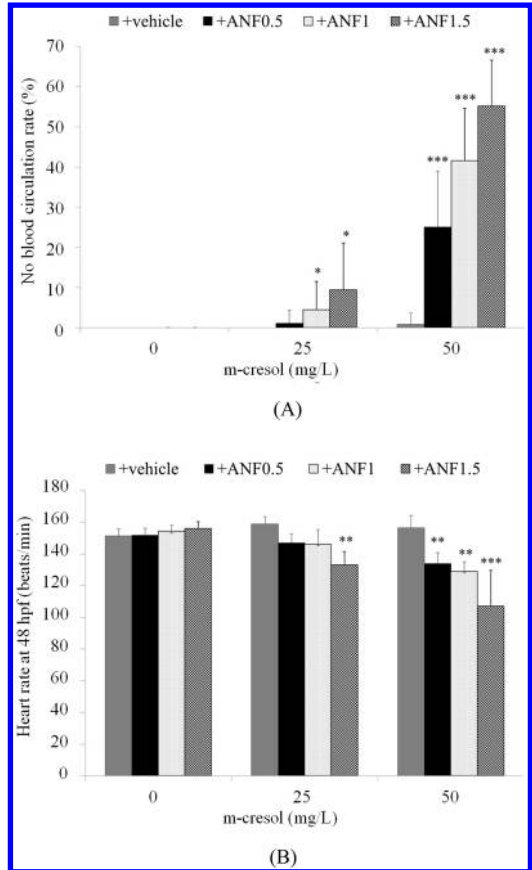 +vehicle +ANF0.5 +ANF1 +ANF1.5
70
60
50
40
30
20
10
0
No blood circulation rate (%)
*
*
***
***
***
0 25 50
m-cresol (mg/L)
(A)
+vehicle +ANF0.5 +ANF1 +ANF1.5
180
160
140
120
100
80
60
40
20
0
Heart rate at 48 hpf (beats/min)
**
**
**
***
0 25 50
m-cresol (mg/L)
(B)